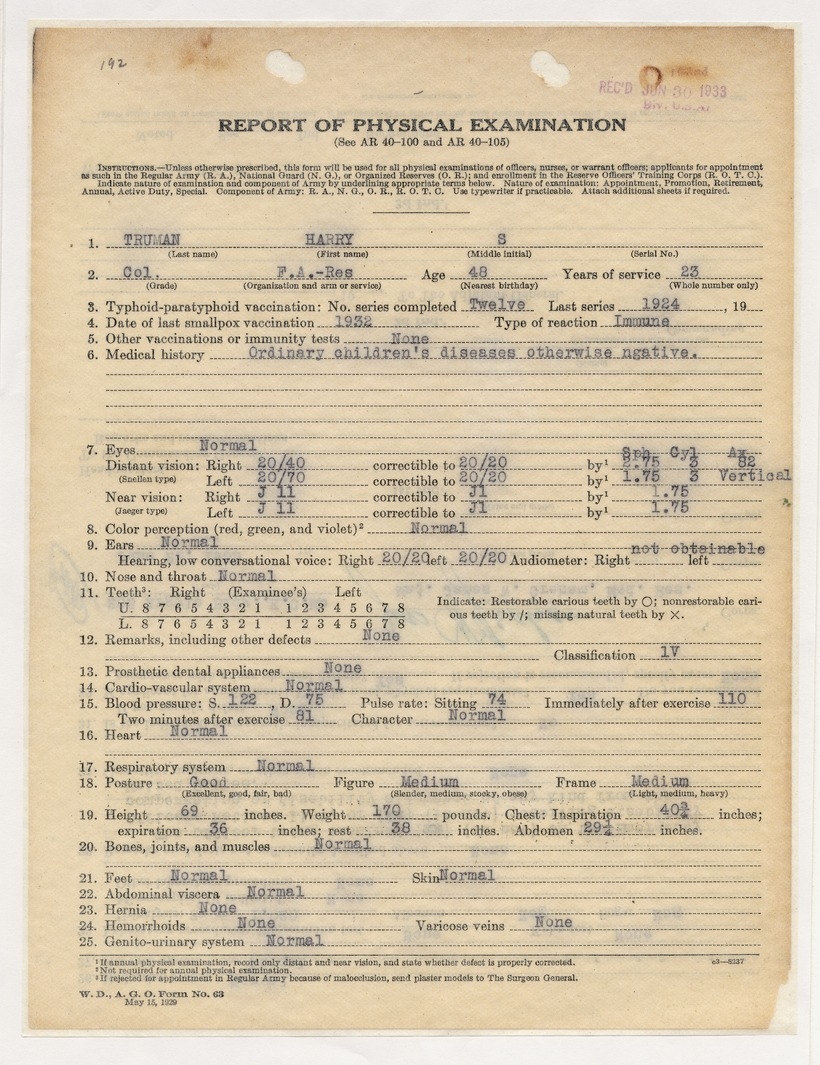 192
REC'D JUN 30 1933
REPORT OF PHYSICAL EXAMINATION
(See AR 40-100 and AR 40-105)
INSTRUCTIONS.—Unless otherwise prescribed, this form will be used for all physical examinations of officers, nurses, or warrant officers; applicants for appointment
as such in the Regular Army (R. A.), National Guard (N. G.), or Organized Reserves (O. R.); and enrollment in the Reserve Officers' Training Corps (R. O. T. C.).
Indicate nature of examination and component of Army by underlining appropriate terms below. Nature of examination: Appointment, Promotion, Retirement,
Annual, Active Duty, Special. Component of Army: R. A., N. G., O. R., R. O. T. C. Use typewriter if practicable. Attach additional sheets if required.
1. TRUMAN HARRY S
(Last name) (First name) (Middle initial) (Serial No.)
2. Col. F.A.-Res Age 48 Years of service 23
(Grade) (Organization and arm or service) (Nearest birthday) (Whole number only)
3. Typhoid-paratyphoid vaccination: No. series completed Twelve Last series 1924, 19
4. Date of last smallpox vaccination 1932 Type of reaction Immune
5. Other vaccinations or immunity tests None
6. Medical history Ordinary children's diseases otherwise ngative.
7. Eyes Normal Sph Cyl Ax
Distant vision: Right 20/40 correctible to 20/20 by¹ 2.75 3 82
(Snellen type) Left 20/70 correctible to 20/20 by¹ 1.75 3 Vertical
Near vision: Right J 11 correctible to J1 by¹ 1.75
(Jaeger type) Left J 11 correctible to J1 by¹ 1.75
8. Color perception (red, green, and violet)² Normal
9. Ears Normal not obtainable
Hearing, low conversational voice: Right 20/20 left 20/20 Audiometer: Right left
10. Nose and throat Normal
11. Teeth³: Right (Examinee's) Left
U. 8 7 6 5 4 3 2 1 1 2 3 4 5 6 7 8 Indicate: Restorable carious teeth by O; nonrestorable cari-
L. 8 7 6 5 4 3 2 1 1 2 3 4 5 6 7 8 ous teeth by /; missing natural teeth by ×.
12. Remarks, including other defects None
Classification 1V
13. Prosthetic dental appliances None
14. Cardio-vascular system Normal
15. Blood pressure: S. 122, D. 75 Pulse rate: Sitting 74 Immediately after exercise 110
Two minutes after exercise 81 Character Normal
16. Heart Normal
17. Respiratory system Normal
18. Posture Good Figure Medium Frame Medium
(Excellent, good, fair, bad) (Slender, medium, stocky, obese) (Light, medium, heavy)
19. Height 69 inches. Weight 170 pounds. Chest: Inspiration 40¾ inches;
expiration 36 inches; rest 38 inches. Abdomen 29½ inches.
20. Bones, joints, and muscles Normal
21. Feet Normal Skin Normal
22. Abdominal viscera Normal
23. Hernia None
24. Hemorrhoids None Varicose veins None
25. Genito-urinary system Normal
¹ If annual physical examination, record only distant and near vision, and state whether defect is properly corrected. c3—8337
² Not required for annual physical examination.
³ If rejected for appointment in Regular Army because of malocclusion, send plaster models to The Surgeon General.
W. D., A. G. O. Form No. 63
May 15, 1929